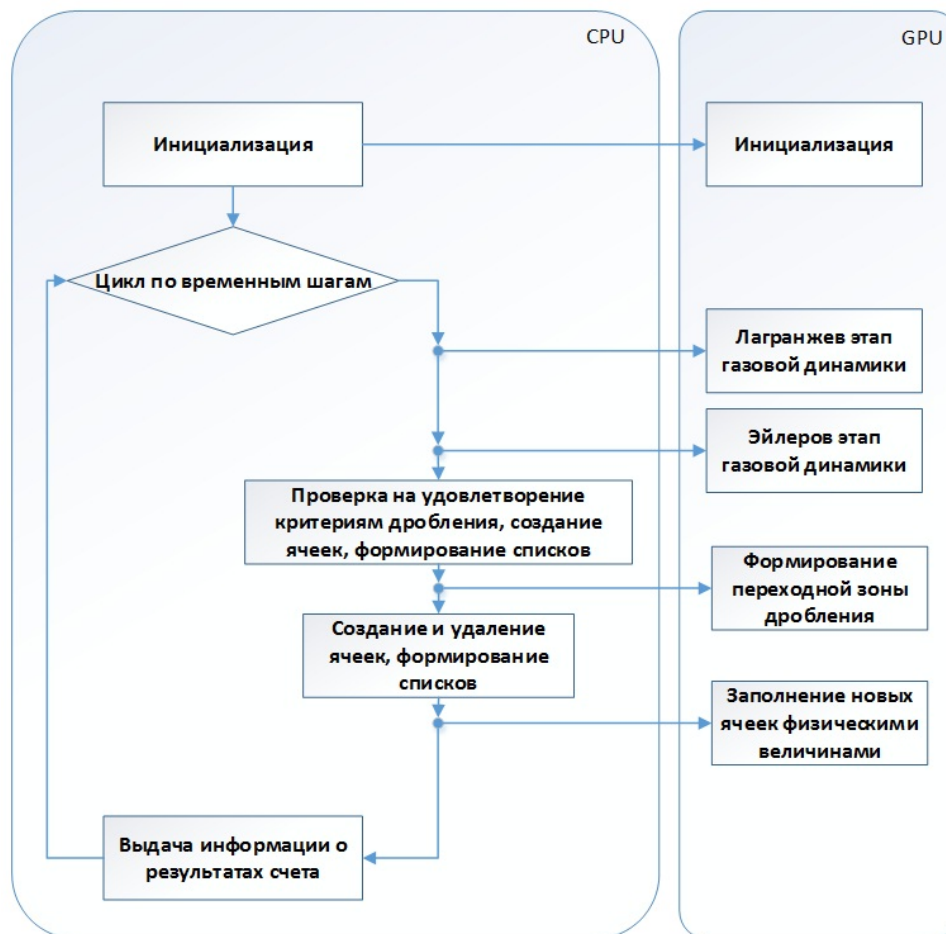 CPU
GPU
Инициализация
Инициализация
Цикл по временным шагам
Лагранжев этап
газовой динамики
Эйлеров этап
газовой динамики
Проверка на удовлетворение
критериям дробления, создание
ячеек, формирование списков
Формирование
переходной зоны
дробления
Создание и удаление
ячеек, формирование
списков
Заполнение новых
ячеек физическими
величинами
Выдача информации о
результатах счета